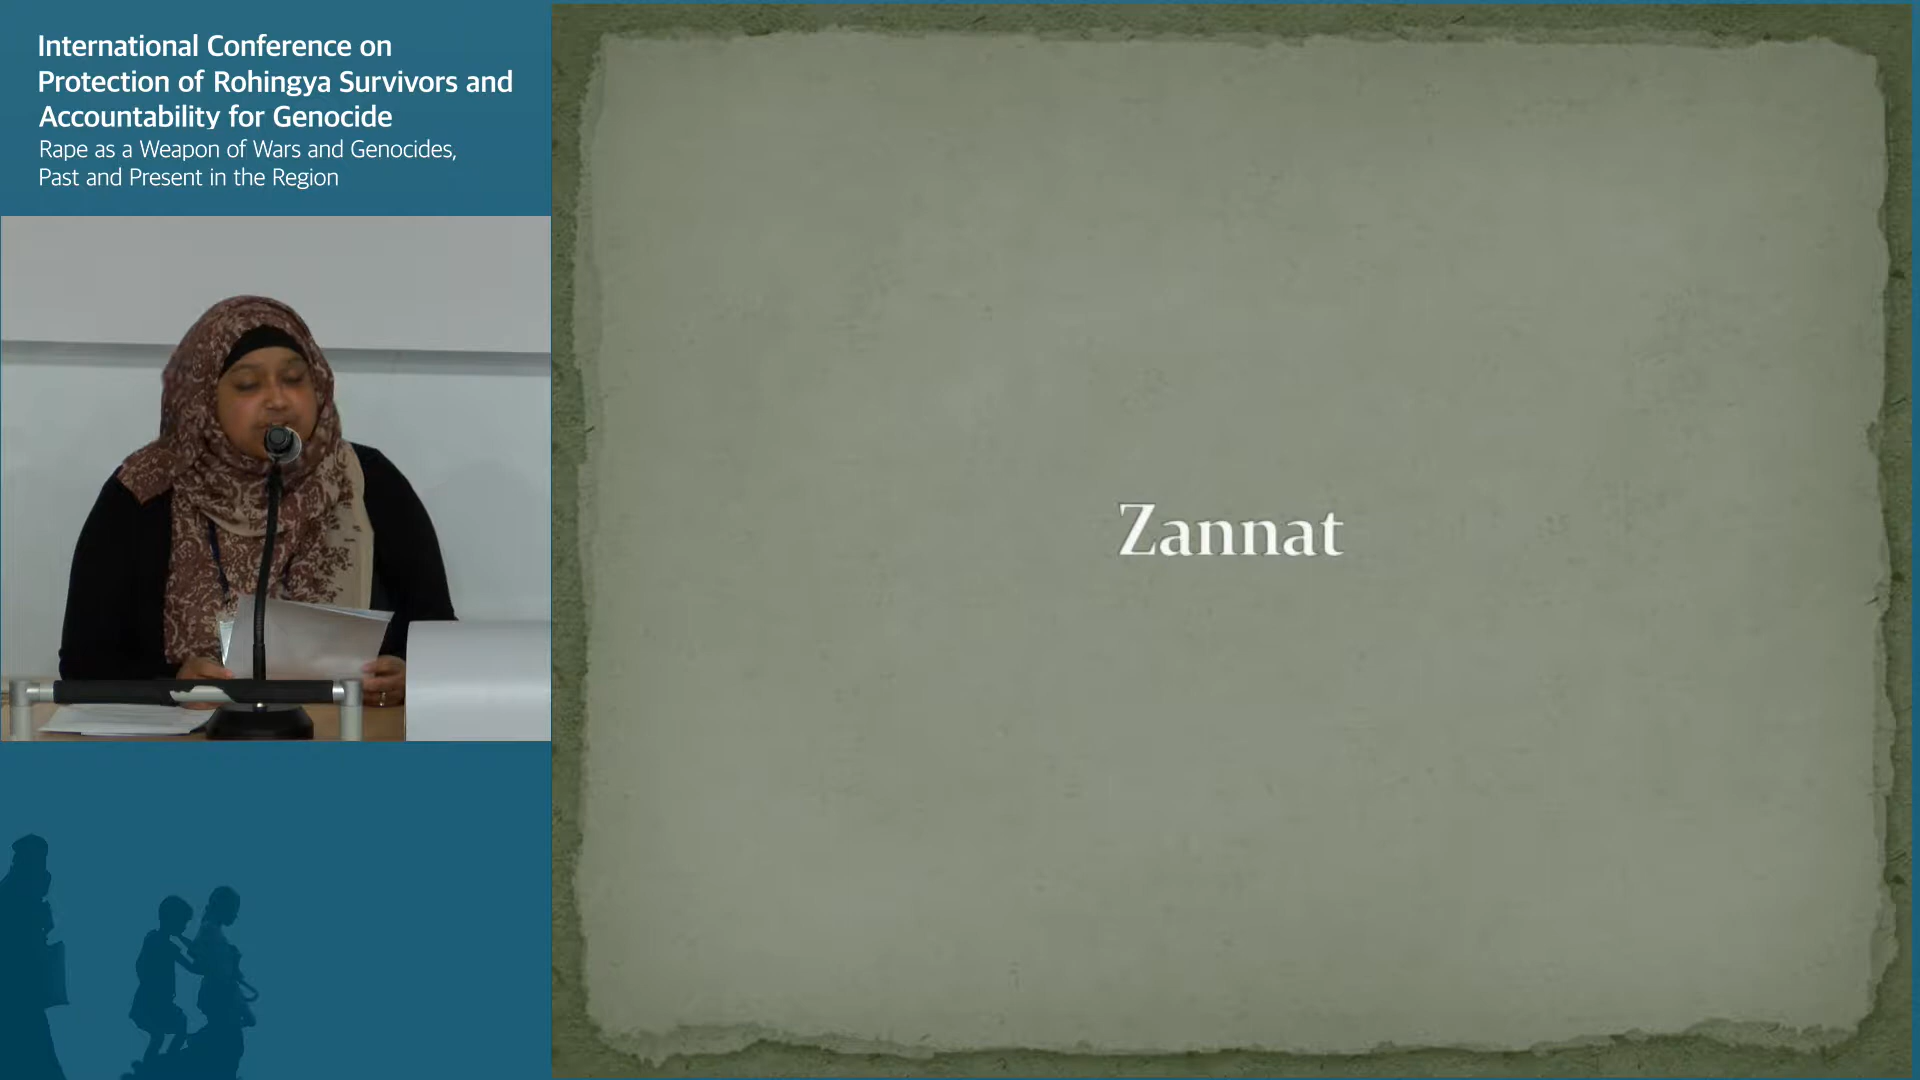 International Conference on
Protection of Rohingya Survivors and
Accountability for Genocide
Rape as a Weapon of Wars and Genocides,
Past and Present in the Region
Zannat